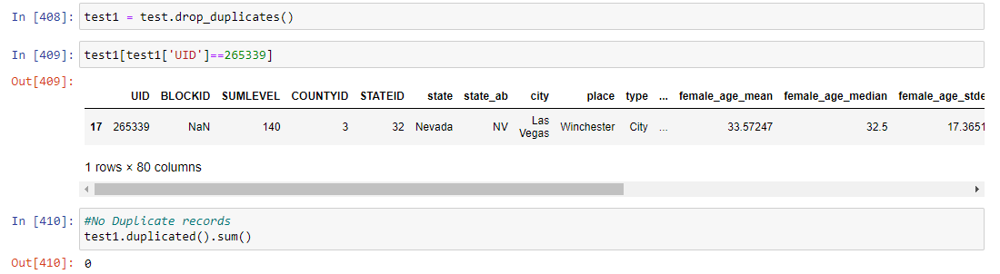 In [408]: test1 = test.drop_duplicates()
In [409]: test1[test1['UID']==265339]
Out[409]:
UID BLOCKID SUMLEVEL COUNTYID STATEID state state_ab city place type ... female_age_mean female_age_median female_age_stde
17 265339 NaN 140 3 32 Nevada NV Las Vegas Winchester City ... 33.57247 32.5 17.3651
1 rows × 80 columns
In [410]: #No Duplicate records
test1.duplicated().sum()
Out[410]: 0